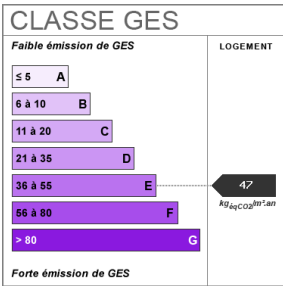 CLASSE GES
Faible émission de GES
LOGEMENT
≤ 5 A
6 à 10 B
11 à 20 C
21 à 35 D
36 à 55 E
47
kgéqCO2/m².an
56 à 80 F
> 80 G
Forte émission de GES